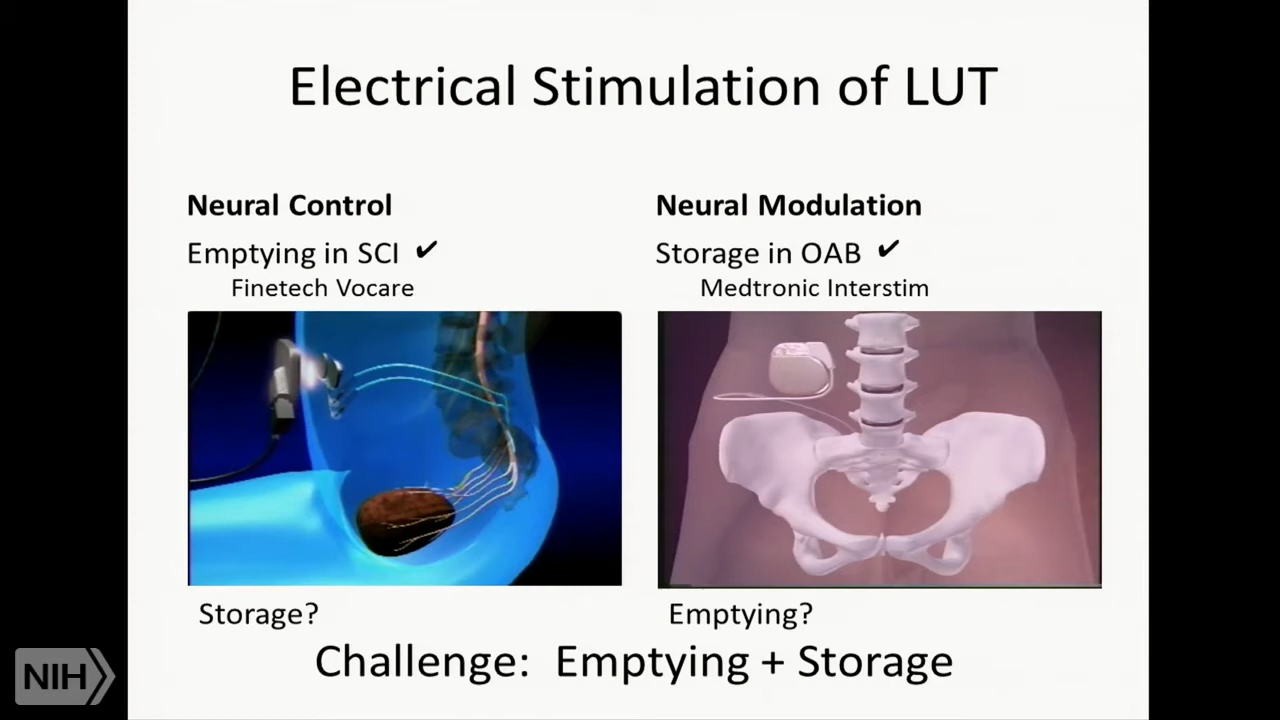 Electrical Stimulation of LUT
Neural Control
Emptying in SCI ✔
Finetech Vocare
Storage?
Neural Modulation
Storage in OAB ✔
Medtronic Interstim
Emptying?
Challenge: Emptying + Storage
NIH